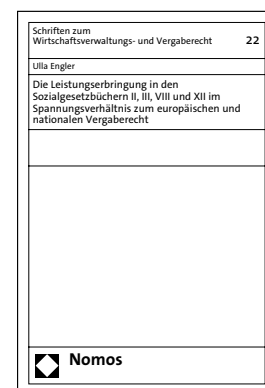 Schriften zum
Wirtschaftsverwaltungs- und Vergaberecht 22
Ulla Engler
Die Leistungserbringung in den
Sozialgesetzbüchern II, III, VIII und XII im
Spannungsverhältnis zum europäischen und
nationalen Vergaberecht
Nomos